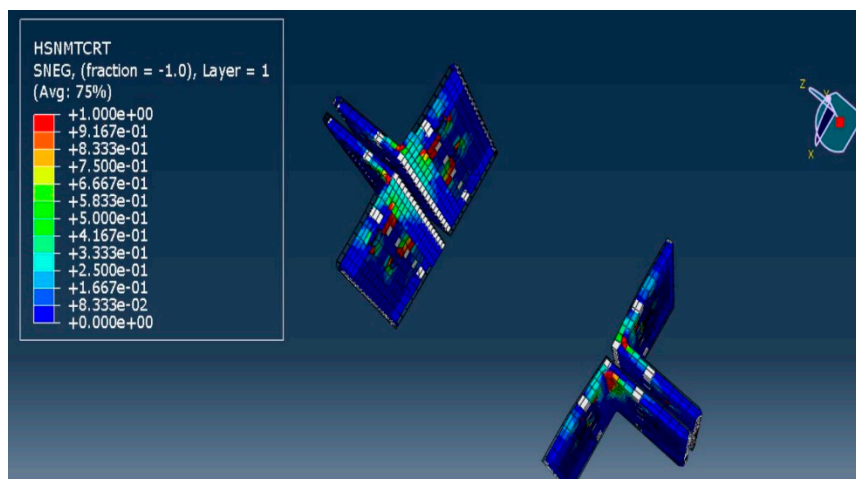 HSNMTCRT
SNEG, (fraction = -1.0), Layer = 1
(Avg: 75%)
+1.000e+00
+9.167e-01
+8.333e-01
+7.500e-01
+6.667e-01
+5.833e-01
+5.000e-01
+4.167e-01
+3.333e-01
+2.500e-01
+1.667e-01
+8.333e-02
+0.000e+00
Z
Y
X